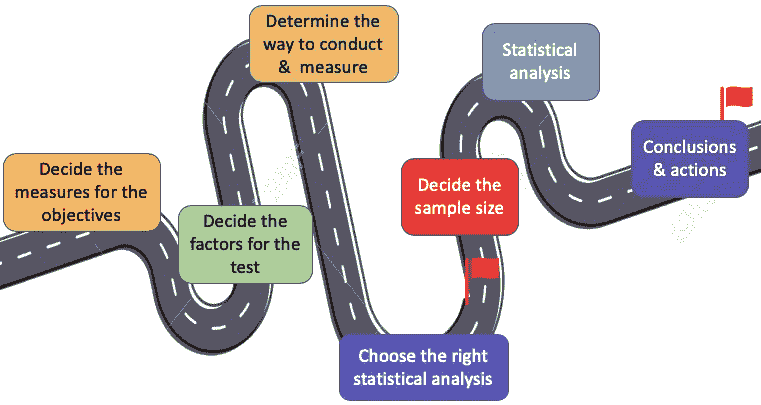 Decide the
measures for the
objectives
Decide the
factors for the
test
Determine the
way to conduct
& measure
Choose the right
statistical analysis
Decide the
sample size
Statistical
analysis
Conclusions
& actions